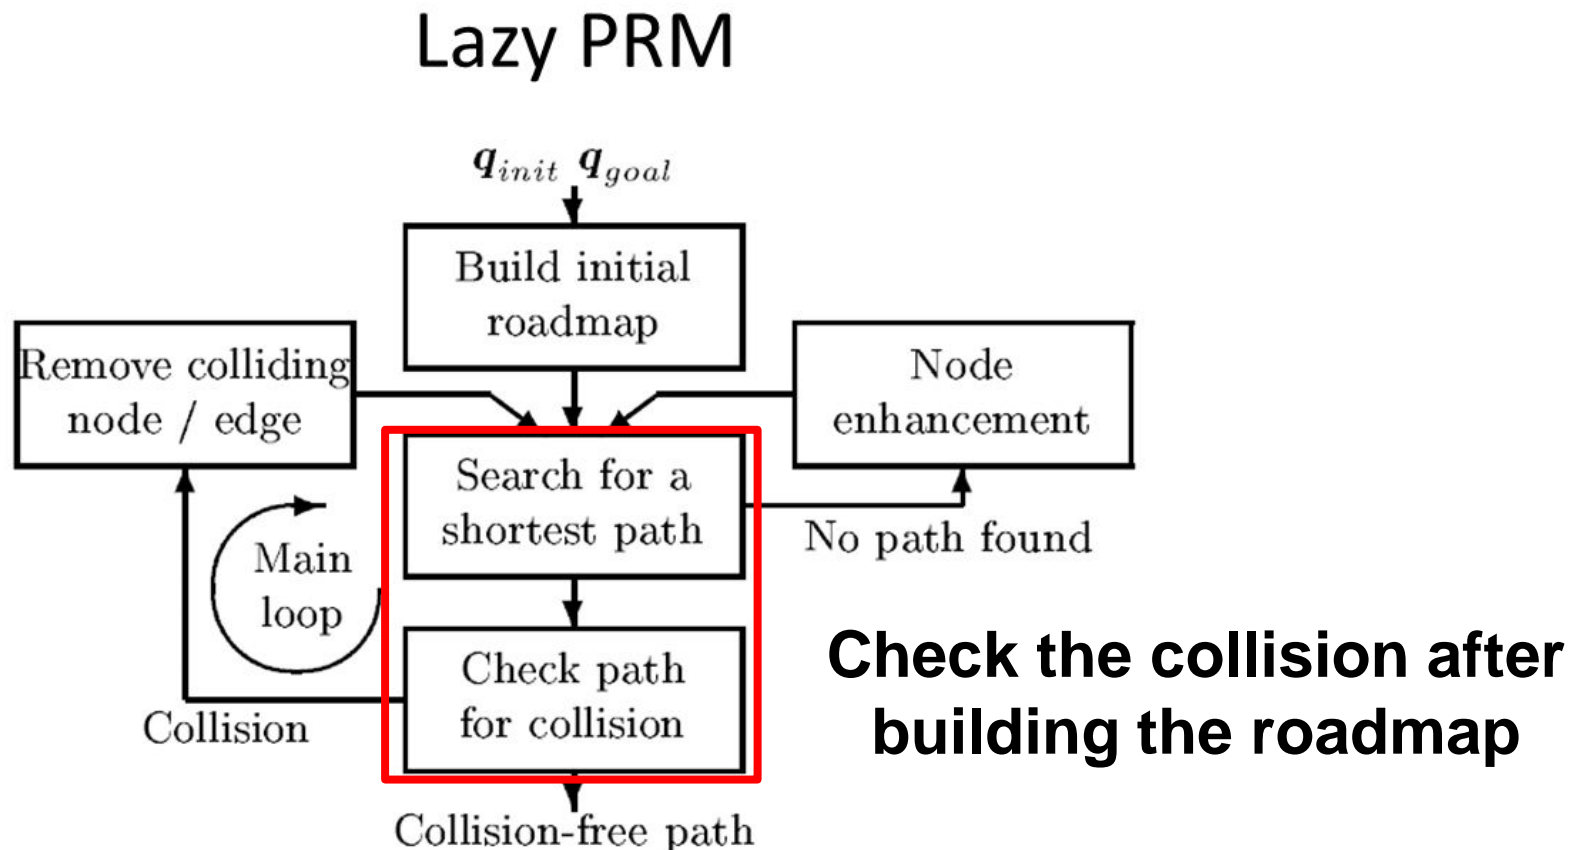 Lazy PRM
q_init q_goal
Build initial
roadmap
Remove colliding
node / edge
Node
enhancement
Search for a
shortest path
No path found
Main
loop
Check path
for collision
Collision
Collision-free path
Check the collision after
building the roadmap